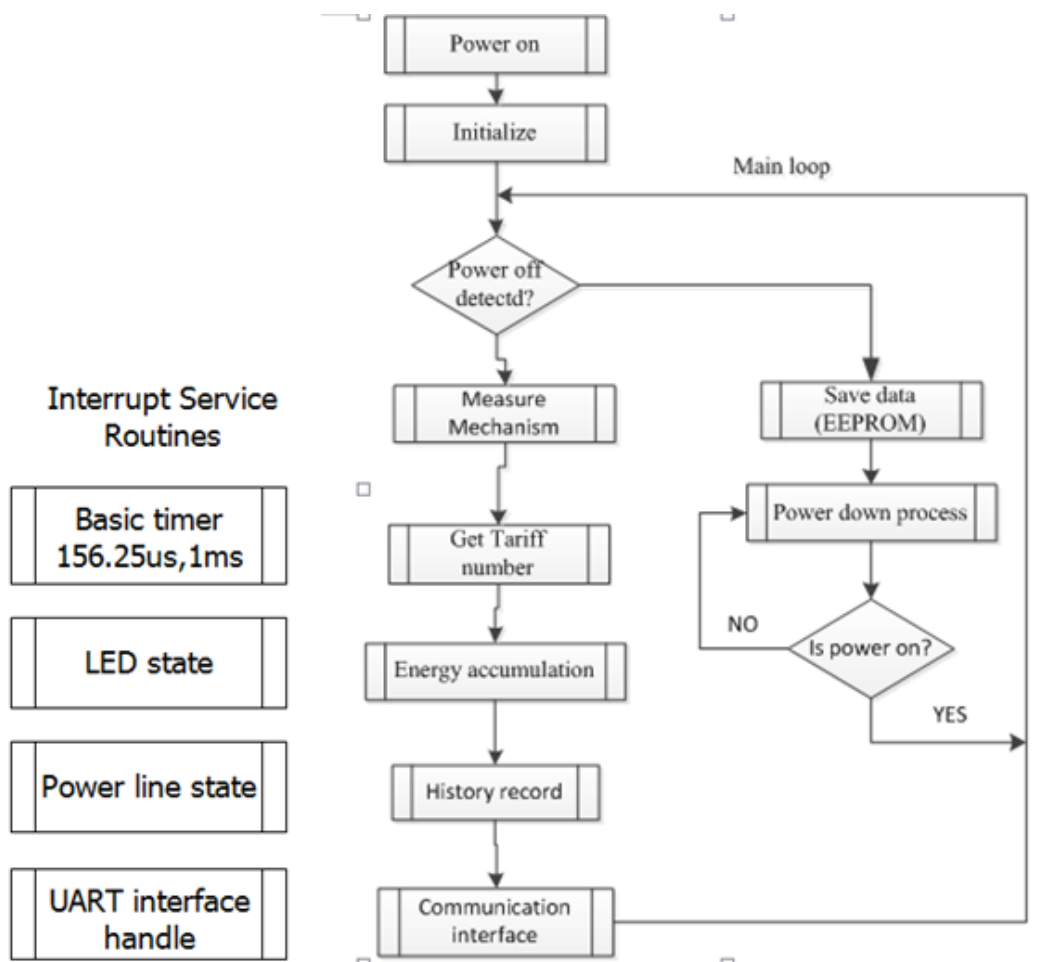 Power on
Initialize
Main loop
Power off
detectd?
Measure
Mechanism
Save data
(EEPROM)
Get Tariff
number
Power down process
Energy accumulation
NO
Is power on?
YES
History record
Communication
interface
Interrupt Service
Routines
Basic timer
156.25us,1ms
LED state
Power line state
UART interface
handle